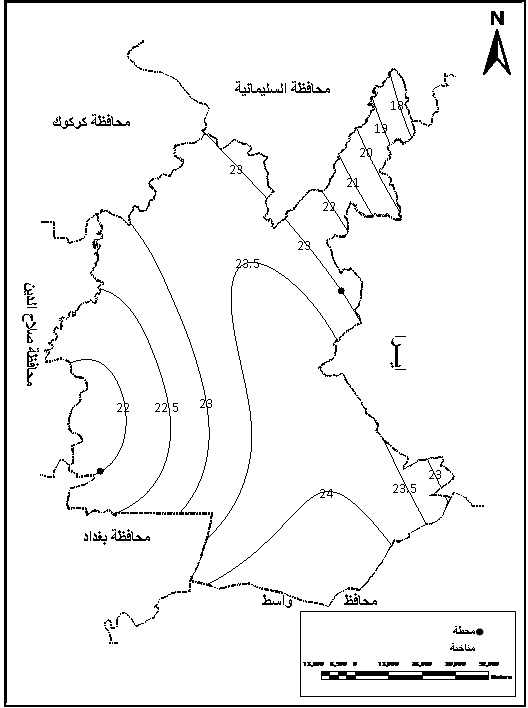 N
محافظة السليمانية
محافظة كركوك
18
19
20
21
22
23
23
23.5
محافظة صلاح الدين
22
22.5
23
23
23.5
24
محافظة بغداد
محافظ واسط
محطة
مناخية
Meters